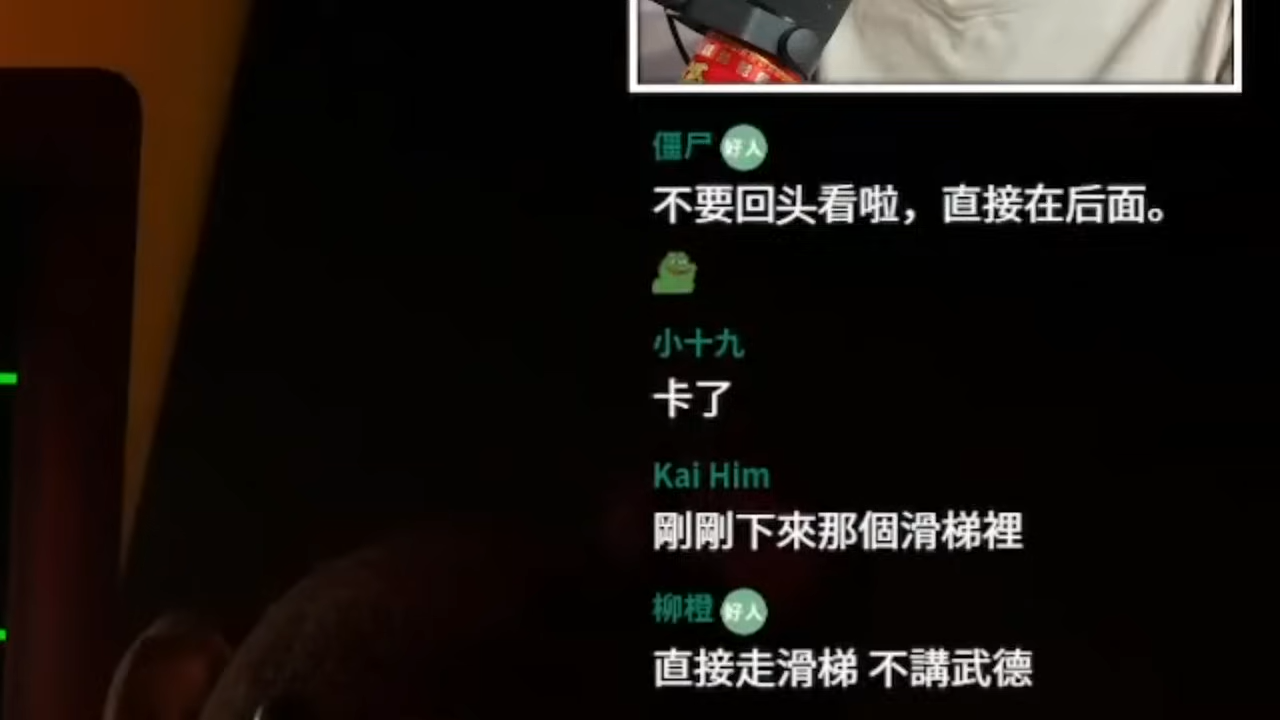 僵尸 好人
不要回头看啦，直接在后面。
小十九
卡了
Kai Him
剛剛下來那個滑梯裡
柳橙 好人
直接走滑梯 不講武德